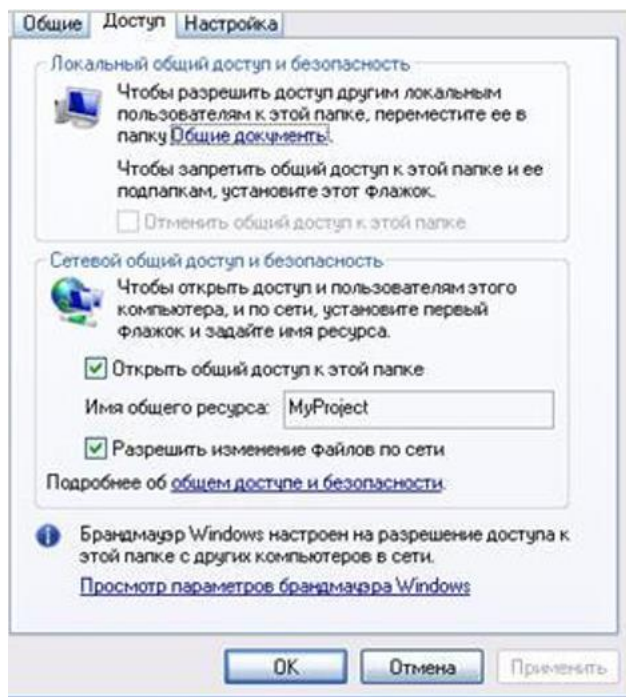 Общие Доступ Настройка
Локальный общий доступ и безопасность
Чтобы разрешить доступ другим локальным
пользователям к этой папке, переместите ее в
папку Общие документы.
Чтобы запретить общий доступ к этой папке и ее
подпапкам, установите этот флажок.
Отменить общий доступ к этой папке
Сетевой общий доступ и безопасность
Чтобы открыть доступ и пользователям этого
компьютера, и по сети, установите первый
флажок и задайте имя ресурса.
Открыть общий доступ к этой папке
Имя общего ресурса: MyProject
Разрешить изменение файлов по сети
Подробнее об общем доступе и безопасности.
Брандмауэр Windows настроен на разрешение доступа к
этой папке с других компьютеров в сети.
Просмотр параметров брандмауэра Windows
OK Отмена Применить